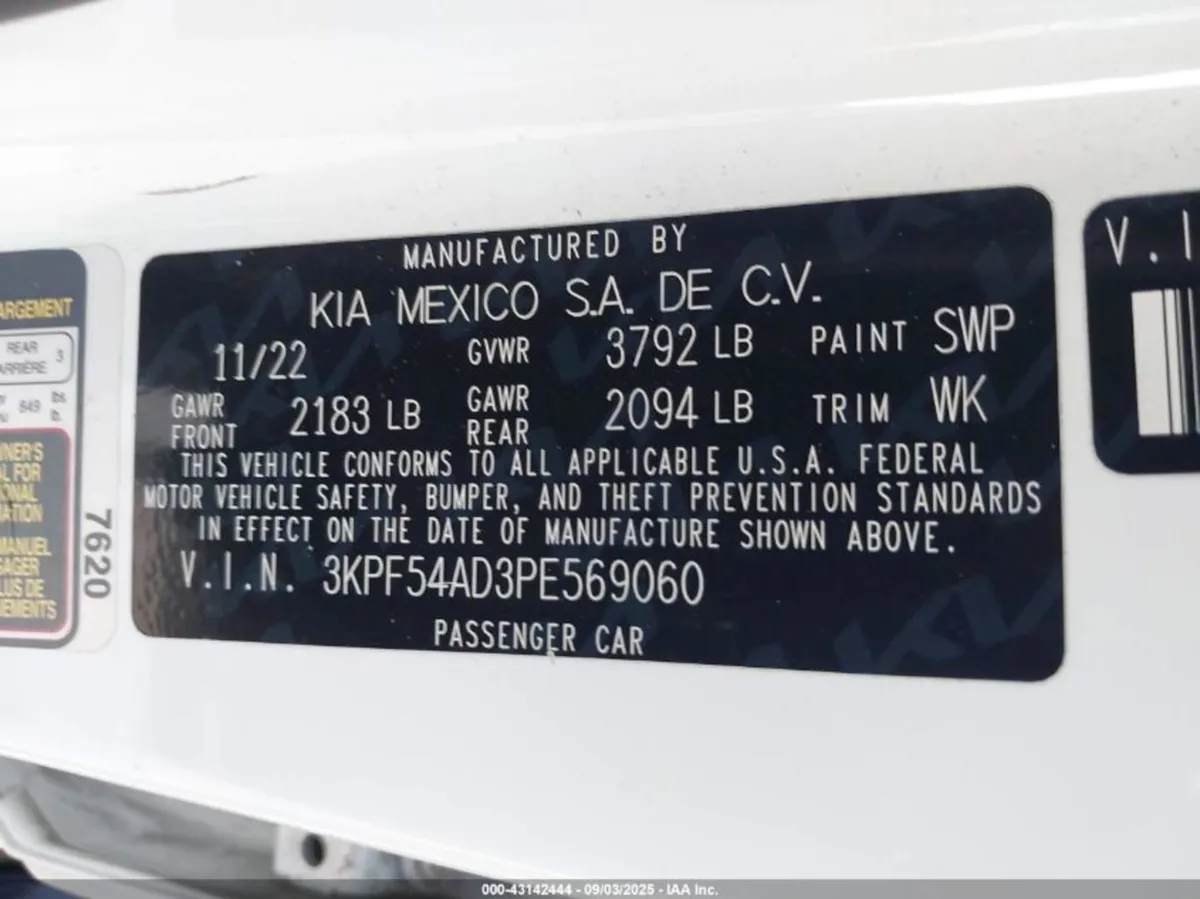 MANUFACTURED BY
KIA MEXICO S.A. DE C.V.
11/22 GVWR 3792 LB PAINT SWP
GAWR FRONT 2183 LB GAWR REAR 2094 LB TRIM WK
THIS VEHICLE CONFORMS TO ALL APPLICABLE U.S.A. FEDERAL
MOTOR VEHICLE SAFETY, BUMPER, AND THEFT PREVENTION STANDARDS
IN EFFECT ON THE DATE OF MANUFACTURE SHOWN ABOVE.
V.I.N. 3KPF54AD3PE569060
PASSENGER CAR
REAR 3
649 lbs
7620
V.I
000-43142444 - 09/03/2025 - IAA Inc.